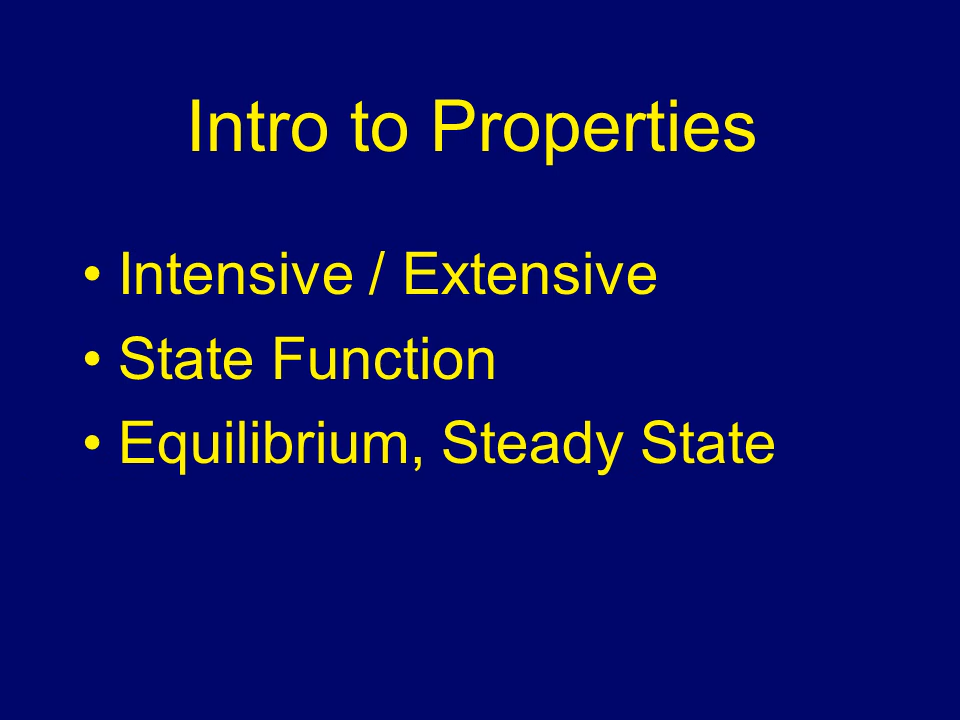 Intro to Properties
• Intensive / Extensive
• State Function
• Equilibrium, Steady State